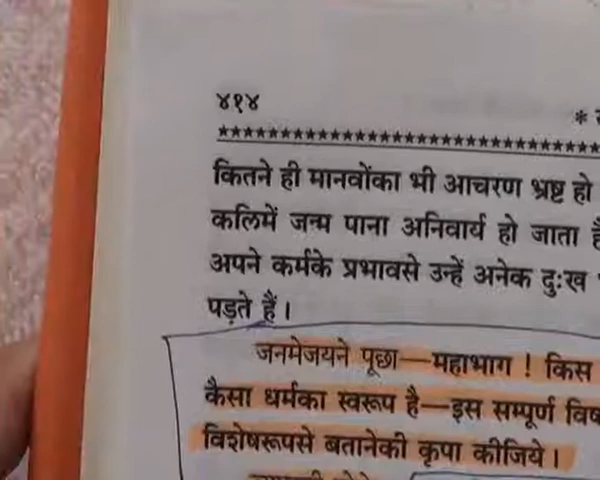 ४१४
कितने ही मानवोंका भी आचरण भ्रष्ट हो
कलिमें जन्म पाना अनिवार्य हो जाता है
अपने कर्मके प्रभावसे उन्हें अनेक दुःख
पड़ते हैं।
जनमेजयने पूछा—महाभाग ! किस
कैसा धर्मका स्वरूप है—इस सम्पूर्ण
विशेषरूपसे बतानेकी कृपा कीजिये।